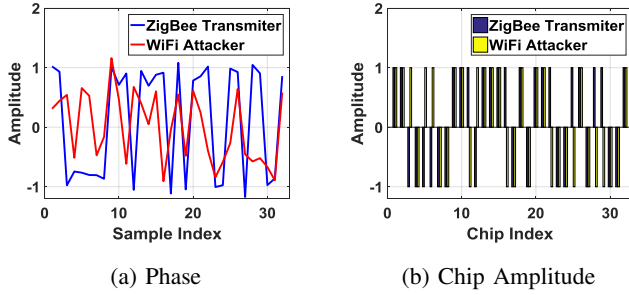 2
1
0
-1
Amplitude
ZigBee Transmiter
WiFi Attacker
0
10
20
30
Sample Index
(a) Phase
2
1
0
-1
Amplitude
ZigBee Transmiter
WiFi Attacker
0
10
20
30
Chip Index
(b) Chip Amplitude